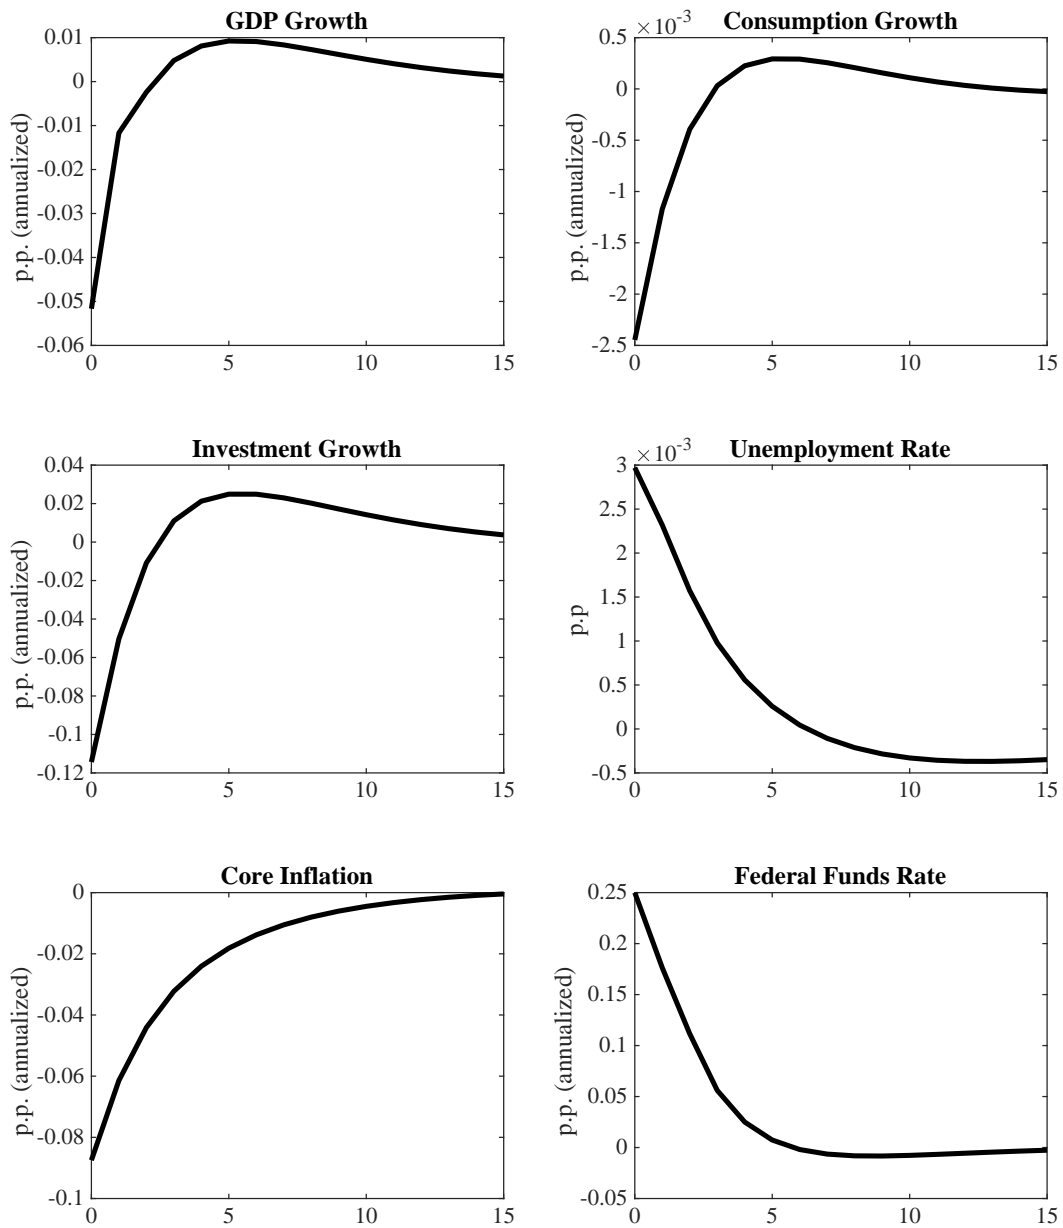 GDP Growth
0.01
0
-0.01
-0.02
-0.03
-0.04
-0.05
-0.06
p.p. (annualized)
0 5 10 15
Consumption Growth
×10-3
0.5
0
-0.5
-1
-1.5
-2
-2.5
p.p. (annualized)
0 5 10 15
Investment Growth
0.04
0.02
0
-0.02
-0.04
-0.06
-0.08
-0.1
-0.12
p.p. (annualized)
0 5 10 15
Unemployment Rate
×10-3
3
2.5
2
1.5
1
0.5
0
-0.5
p.p
0 5 10 15
Core Inflation
0
-0.02
-0.04
-0.06
-0.08
-0.1
p.p. (annualized)
0 5 10 15
Federal Funds Rate
0.25
0.2
0.15
0.1
0.05
0
-0.05
p.p. (annualized)
0 5 10 15